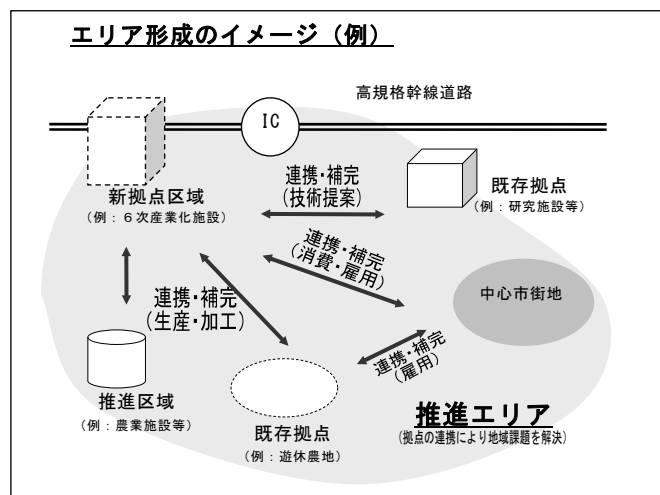 エリア形成のイメージ（例）
高規格幹線道路
IC
新拠点区域
（例：６次産業化施設）
連携・補完
（技術提案）
既存拠点
（例：研究施設等）
連携・補完
（消費・雇用）
中心市街地
連携・補完
（生産・加工）
連携・補完
（雇用）
推進区域
（例：農業施設等）
既存拠点
（例：遊休農地）
推進エリア
（拠点の連携により地域課題を解決）